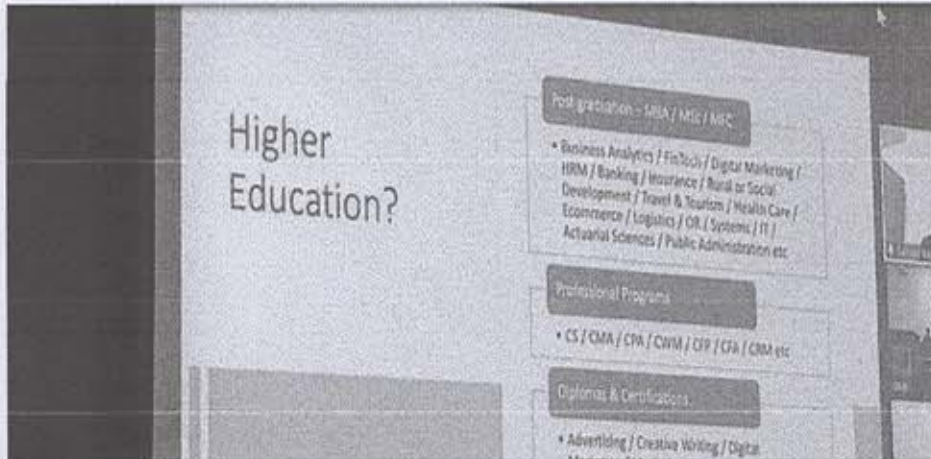 Higher
Education?
Post graduation – MBA / MSc / MFC
• Business Analytics / FinTech / Digital Marketing /
HRM / Banking / Insurance / Rural or Social
Development / Travel & Tourism / Health Care /
Ecommerce / Logistics / OR / Systems / IT /
Actuarial Sciences / Public Administration etc
Professional Programs
• CS / CMA / CPA / CWM / CFP / CFA / CRM etc
Diplomas & Certifications
• Advertising / Creative Writing / Digital